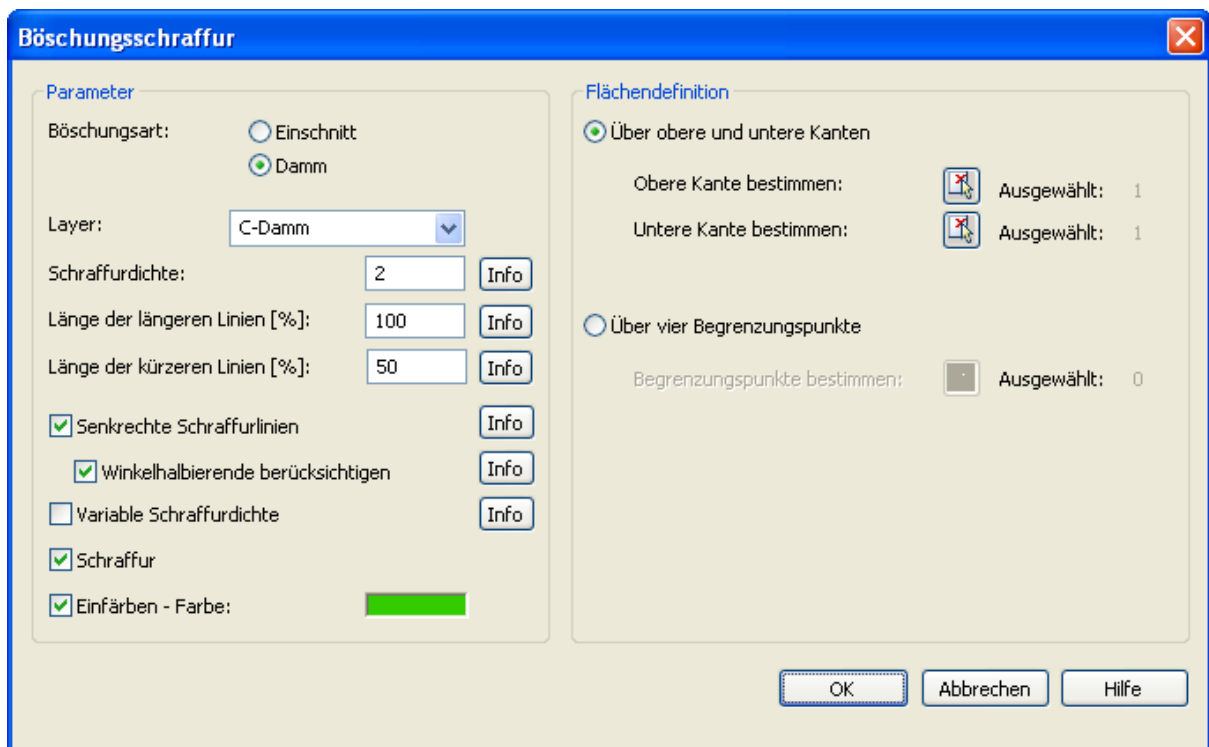 Böschungsschraffur
Parameter
Böschungsart:
Einschnitt
Damm
Layer:
C-Damm
Schraffurdichte:
2
Info
Länge der längeren Linien [%]:
100
Info
Länge der kürzeren Linien [%]:
50
Info
Senkrechte Schraffurlinien
Info
Winkelhalbierende berücksichtigen
Info
Variable Schraffurdichte
Info
Schraffur
Einfärben - Farbe:
Flächendefinition
Über obere und untere Kanten
Obere Kante bestimmen:
Ausgewählt: 1
Untere Kante bestimmen:
Ausgewählt: 1
Über vier Begrenzungspunkte
Begrenzungspunkte bestimmen:
Ausgewählt: 0
OK
Abbrechen
Hilfe